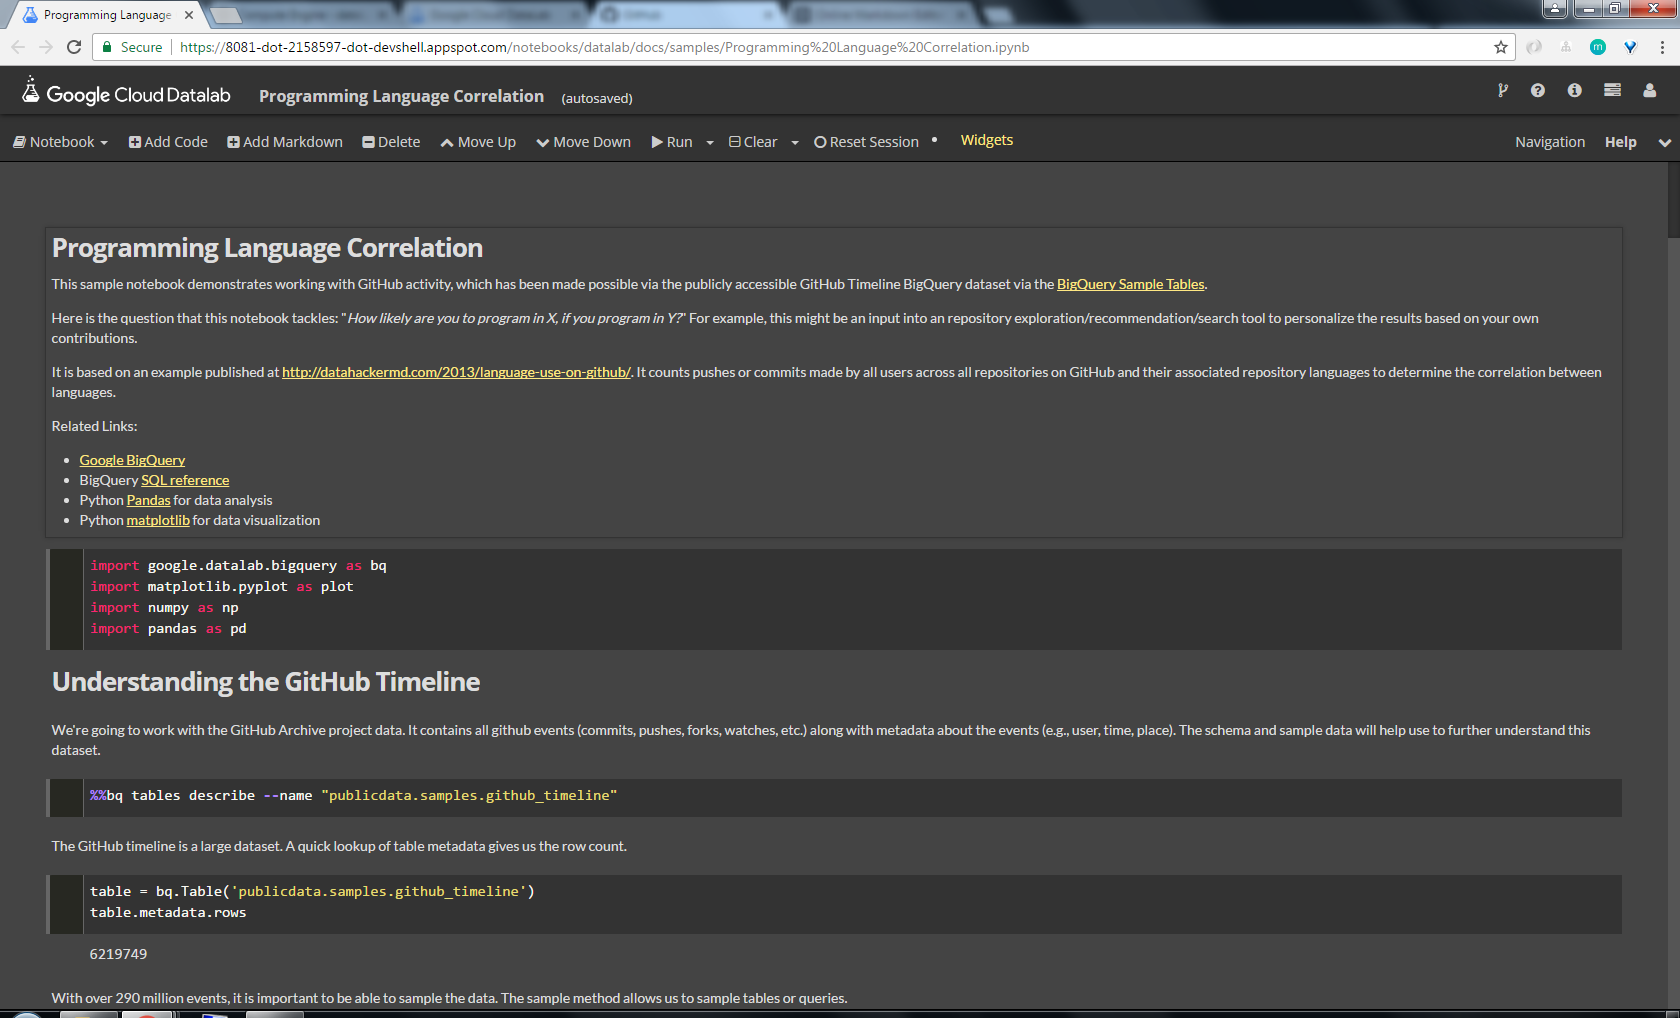 Programming Language
Secure
https://8081-dot-2158597-dot-devshell.appspot.com/notebooks/datalab/docs/samples/Programming%20Language%20Correlation.ipynb
Google Cloud Datalab
Programming Language Correlation
(autosaved)
Notebook
Add Code
Add Markdown
Delete
Move Up
Move Down
Run
Clear
Reset Session
Widgets
Navigation
Help
Programming Language Correlation
This sample notebook demonstrates working with GitHub activity, which has been made possible via the publicly accessible GitHub Timeline BigQuery dataset via the BigQuery Sample Tables.
Here is the question that this notebook tackles: "How likely are you to program in X, if you program in Y?" For example, this might be an input into an repository exploration/recommendation/search tool to personalize the results based on your own
contributions.
It is based on an example published at http://datahackermd.com/2013/language-use-on-github/. It counts pushes or commits made by all users across all repositories on GitHub and their associated repository languages to determine the correlation between
languages.
Related Links:
• Google BigQuery
• BigQuery SQL reference
• Python Pandas for data analysis
• Python matplotlib for data visualization
import google.datalab.bigquery as bq
import matplotlib.pyplot as plot
import numpy as np
import pandas as pd
Understanding the GitHub Timeline
We're going to work with the GitHub Archive project data. It contains all github events (commits, pushes, forks, watches, etc.) along with metadata about the events (e.g., user, time, place). The schema and sample data will help use to further understand this
dataset.
%%bq tables describe --name "publicdata.samples.github_timeline"
The GitHub timeline is a large dataset. A quick lookup of table metadata gives us the row count.
table = bq.Table('publicdata.samples.github_timeline')
table.metadata.rows
6219749
With over 290 million events, it is important to be able to sample the data. The sample method allows us to sample tables or queries.